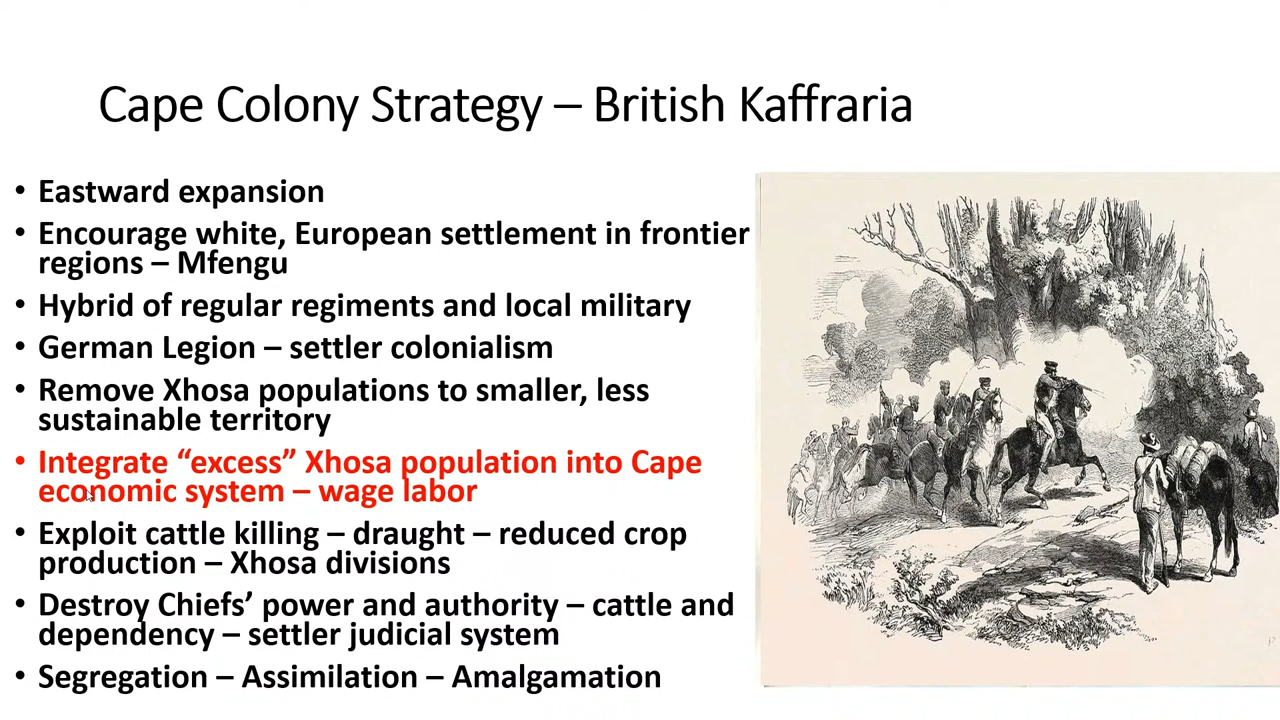 Cape Colony Strategy – British Kaffraria
• Eastward expansion
• Encourage white, European settlement in frontier
regions – Mfengu
• Hybrid of regular regiments and local military
• German Legion – settler colonialism
• Remove Xhosa populations to smaller, less
sustainable territory
• Integrate “excess” Xhosa population into Cape
economic system – wage labor
• Exploit cattle killing – draught – reduced crop
production – Xhosa divisions
• Destroy Chiefs’ power and authority – cattle and
dependency – settler judicial system
• Segregation – Assimilation – Amalgamation